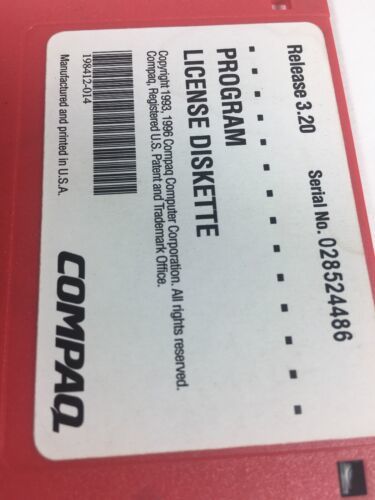 Release 3.20
Serial No. 028524486
PROGRAM
LICENSE DISKETTE
Copyright 1993, 1996 Compaq Computer Corporation. All rights reserved.
Compaq, Registered U.S. Patent and Trademark Office.
198412-014
Manufactured and printed in U.S.A.
COMPAQ